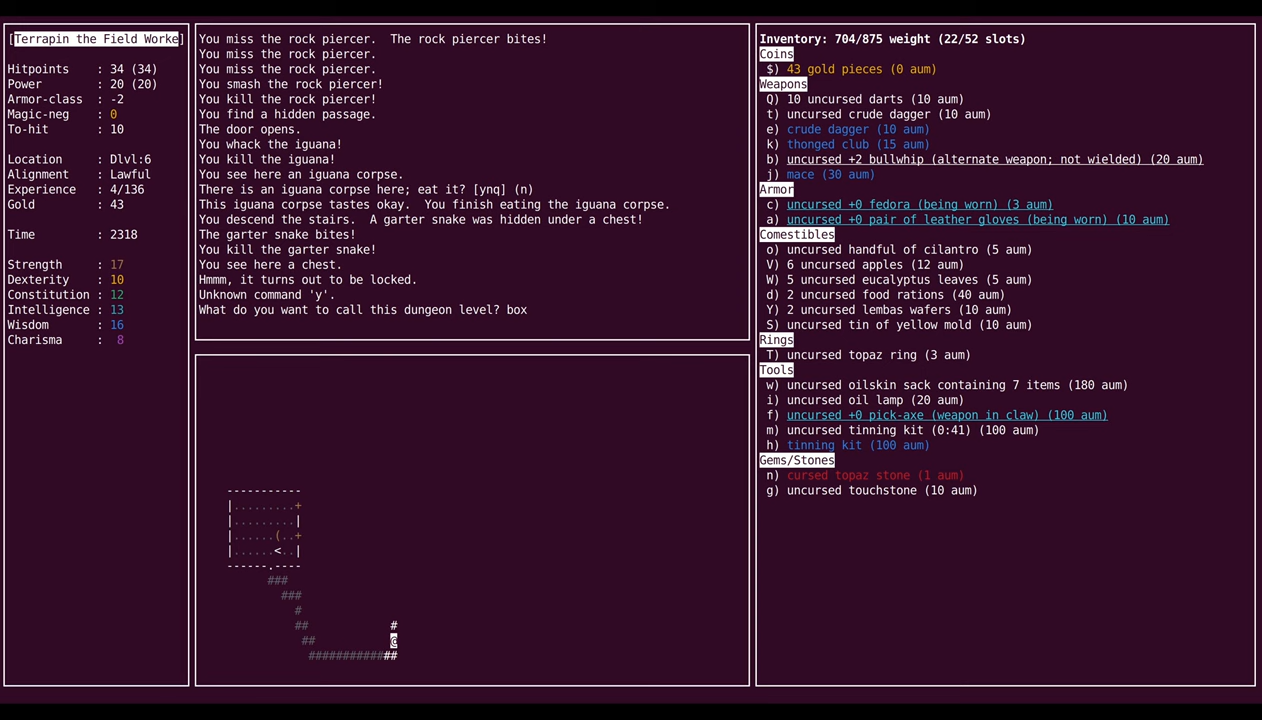 [Terrapin the Field Worke]
Hitpoints : 34 (34)
Power : 20 (20)
Armor-class : -2
Magic-neg : 0
To-hit : 10
Location : Dlvl:6
Alignment : Lawful
Experience : 4/136
Gold : 43
Time : 2318
Strength : 17
Dexterity : 10
Constitution : 12
Intelligence : 13
Wisdom : 16
Charisma : 8
You miss the rock piercer.  The rock piercer bites!
You miss the rock piercer.
You miss the rock piercer.
You smash the rock piercer!
You kill the rock piercer!
You find a hidden passage.
The door opens.
You whack the iguana!
You kill the iguana!
You see here an iguana corpse.
There is an iguana corpse here; eat it? [ynq] (n)
This iguana corpse tastes okay.  You finish eating the iguana corpse.
You descend the stairs.  A garter snake was hidden under a chest!
The garter snake bites!
You kill the garter snake!
You see here a chest.
Hmmm, it turns out to be locked.
Unknown command 'y'.
What do you want to call this dungeon level? box
-----------
|.........+
|.........|
|......(..+
|......<..|
------.----
###
###
#
## #
## @
#############
Inventory: 704/875 weight (22/52 slots)
Coins
$) 43 gold pieces (0 aum)
Weapons
Q) 10 uncursed darts (10 aum)
t) uncursed crude dagger (10 aum)
e) crude dagger (10 aum)
k) thonged club (15 aum)
b) uncursed +2 bullwhip (alternate weapon; not wielded) (20 aum)
j) mace (30 aum)
Armor
c) uncursed +0 fedora (being worn) (3 aum)
a) uncursed +0 pair of leather gloves (being worn) (10 aum)
Comestibles
o) uncursed handful of cilantro (5 aum)
V) 6 uncursed apples (12 aum)
W) 5 uncursed eucalyptus leaves (5 aum)
d) 2 uncursed food rations (40 aum)
Y) 2 uncursed lembas wafers (10 aum)
S) uncursed tin of yellow mold (10 aum)
Rings
T) uncursed topaz ring (3 aum)
Tools
w) uncursed oilskin sack containing 7 items (180 aum)
i) uncursed oil lamp (20 aum)
f) uncursed +0 pick-axe (weapon in claw) (100 aum)
m) uncursed tinning kit (0:41) (100 aum)
h) tinning kit (100 aum)
Gems/Stones
n) cursed topaz stone (1 aum)
g) uncursed touchstone (10 aum)